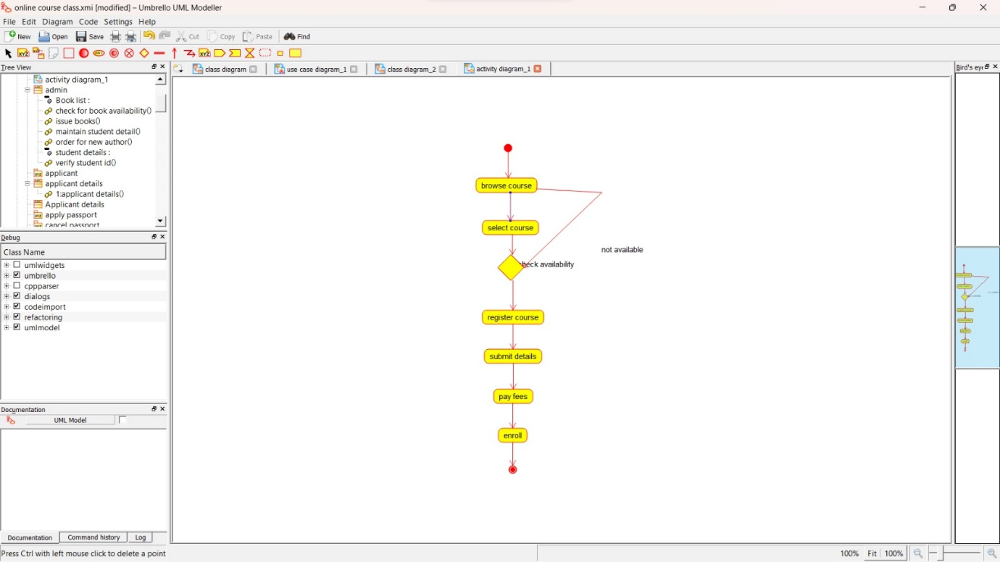 online course class.xmi [modified] – Umbrello UML Modeller
File Edit Diagram Code Settings Help
New Open Save Cut Copy Paste Find
Tree View
class diagram use case diagram_1 class diagram_2 activity diagram_1
Bird's eye
activity diagram_1
admin
Book list :
check for book availability()
issue books()
maintain student detail()
order for new author()
student details :
verify student id()
applicant
applicant details
1:applicant details()
Applicant details
apply passport
cancel passport
Debug
Class Name
umlwidgets
umbrello
cppparser
dialogs
codeimport
refactoring
umlmodel
Documentation
UML Model
Documentation Command history Log
browse course
select course
not available
check availability
register course
submit details
pay fees
enroll
Press Ctrl with left mouse click to delete a point
100% Fit 100%